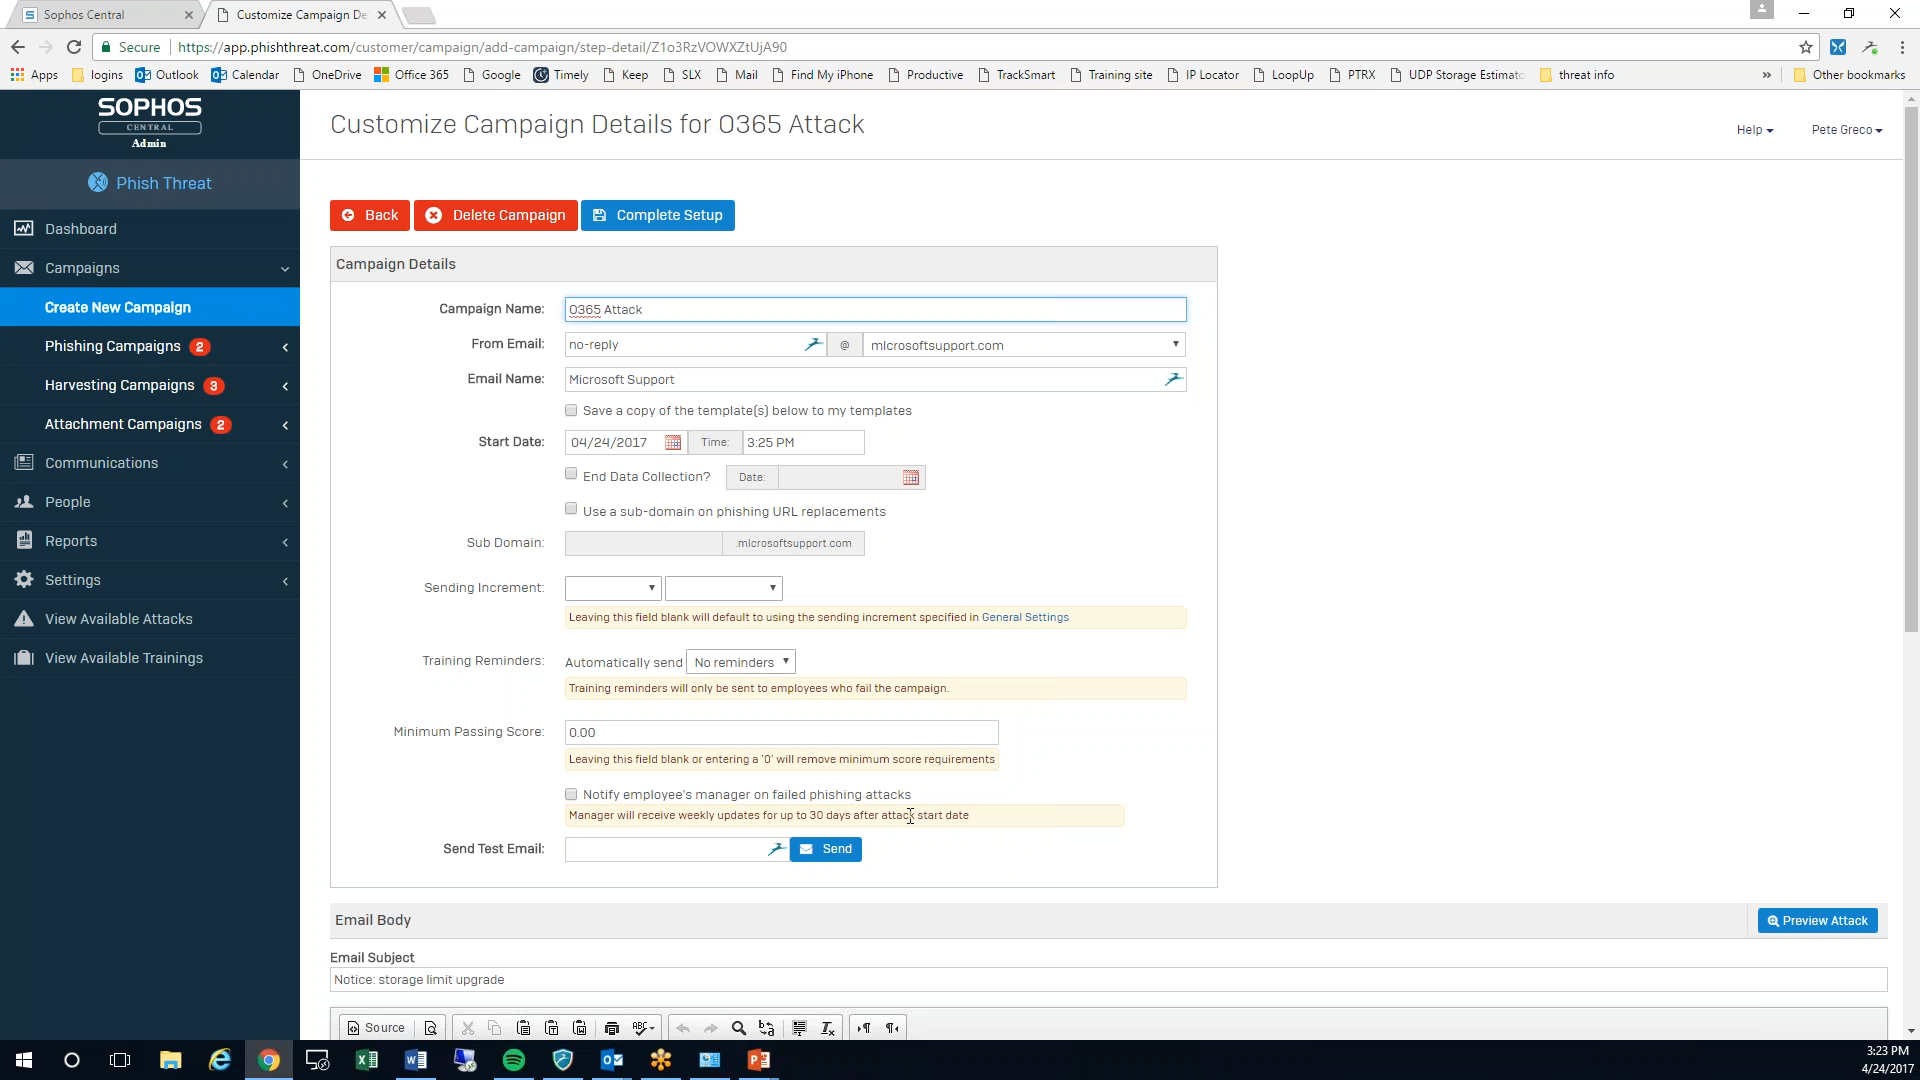 Sophos Central
Customize Campaign De
Secure
https://app.phishthreat.com/customer/campaign/add-campaign/step-detail/Z1o3RzVOWXZtUjA90
Apps logins Outlook Calendar OneDrive Office 365 Google Timely Keep SLX Mail Find My iPhone Productive TrackSmart Training site IP Locator LoopUp PTRX UDP Storage Estimato threat info » Other bookmarks
SOPHOS
CENTRAL
Admin
Phish Threat
Dashboard
Campaigns
Create New Campaign
Phishing Campaigns 2
Harvesting Campaigns 3
Attachment Campaigns 2
Communications
People
Reports
Settings
View Available Attacks
View Available Trainings
Customize Campaign Details for O365 Attack
Help
Pete Greco
Back Delete Campaign Complete Setup
Campaign Details
Campaign Name: O365 Attack
From Email: no-reply @ mlcrosoftsupport.com
Email Name: Microsoft Support
Save a copy of the template(s) below to my templates
Start Date: 04/24/2017 Time: 3:25 PM
End Data Collection? Date:
Use a sub-domain on phishing URL replacements
Sub Domain: .mlcrosoftsupport.com
Sending Increment:
Leaving this field blank will default to using the sending increment specified in General Settings
Training Reminders: Automatically send No reminders
Training reminders will only be sent to employees who fail the campaign.
Minimum Passing Score: 0.00
Leaving this field blank or entering a '0' will remove minimum score requirements
Notify employee's manager on failed phishing attacks
Manager will receive weekly updates for up to 30 days after attack start date
Send Test Email: Send
Email Body
Preview Attack
Email Subject
Notice: storage limit upgrade
Source
ABC
3:23 PM
4/24/2017